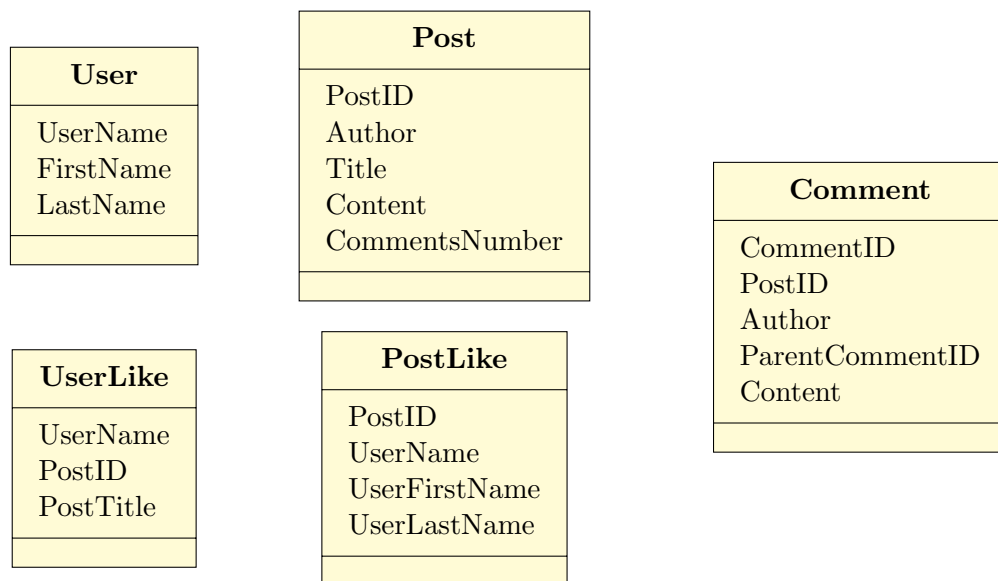 User
UserName
FirstName
LastName
Post
PostID
Author
Title
Content
CommentsNumber
Comment
CommentID
PostID
Author
ParentCommentID
Content
UserLike
UserName
PostID
PostTitle
PostLike
PostID
UserName
UserFirstName
UserLastName